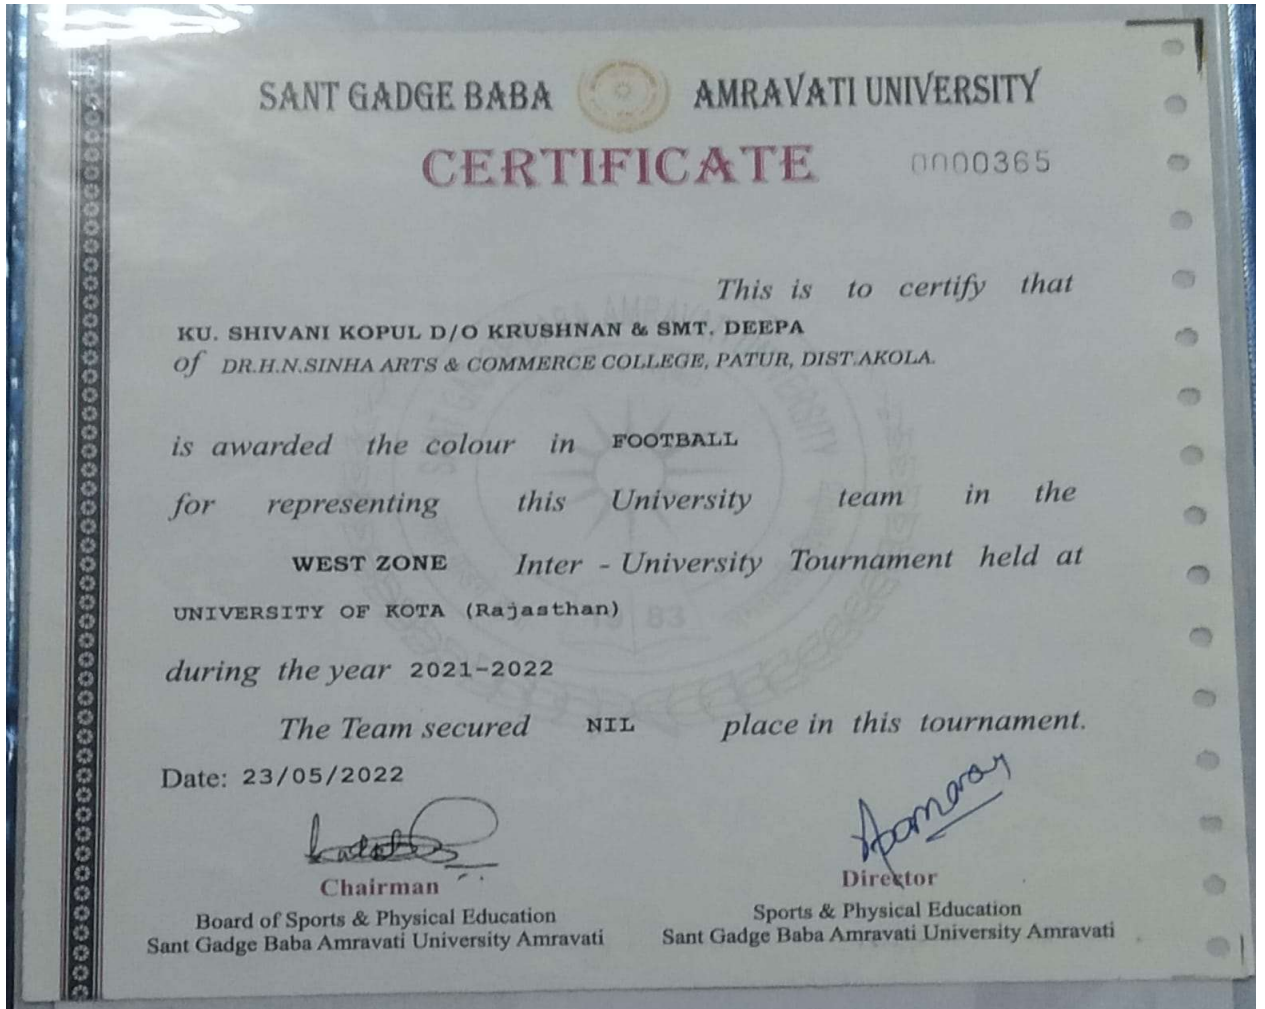 SANT GADGE BABA AMRAVATI UNIVERSITY
CERTIFICATE 0000365
This is to certify that
KU. SHIVANI KOPUL D/O KRUSHNAN & SMT. DEEPA
of DR.H.N.SINHA ARTS & COMMERCE COLLEGE, PATUR, DIST.AKOLA.
is awarded the colour in FOOTBALL
for representing this University team in the
WEST ZONE Inter - University Tournament held at
UNIVERSITY OF KOTA (Rajasthan)
during the year 2021-2022
The Team secured NIL place in this tournament.
Date: 23/05/2022
Chairman
Board of Sports & Physical Education
Sant Gadge Baba Amravati University Amravati
Director
Sports & Physical Education
Sant Gadge Baba Amravati University Amravati